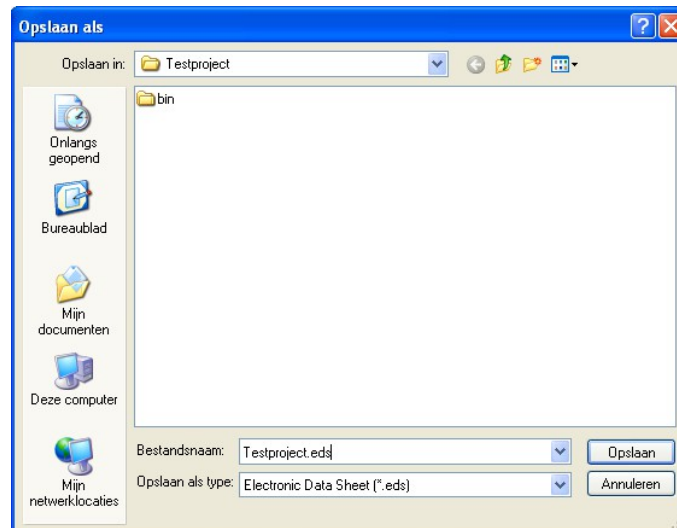 Opslaan als
Opslaan in:
Testproject
bin
Onlangs
geopend
Bureaublad
Mijn
documenten
Deze computer
Mijn
netwerklocaties
Bestandsnaam:
Testproject.eds
Opslaan
Opslaan als type:
Electronic Data Sheet (*.eds)
Annuleren